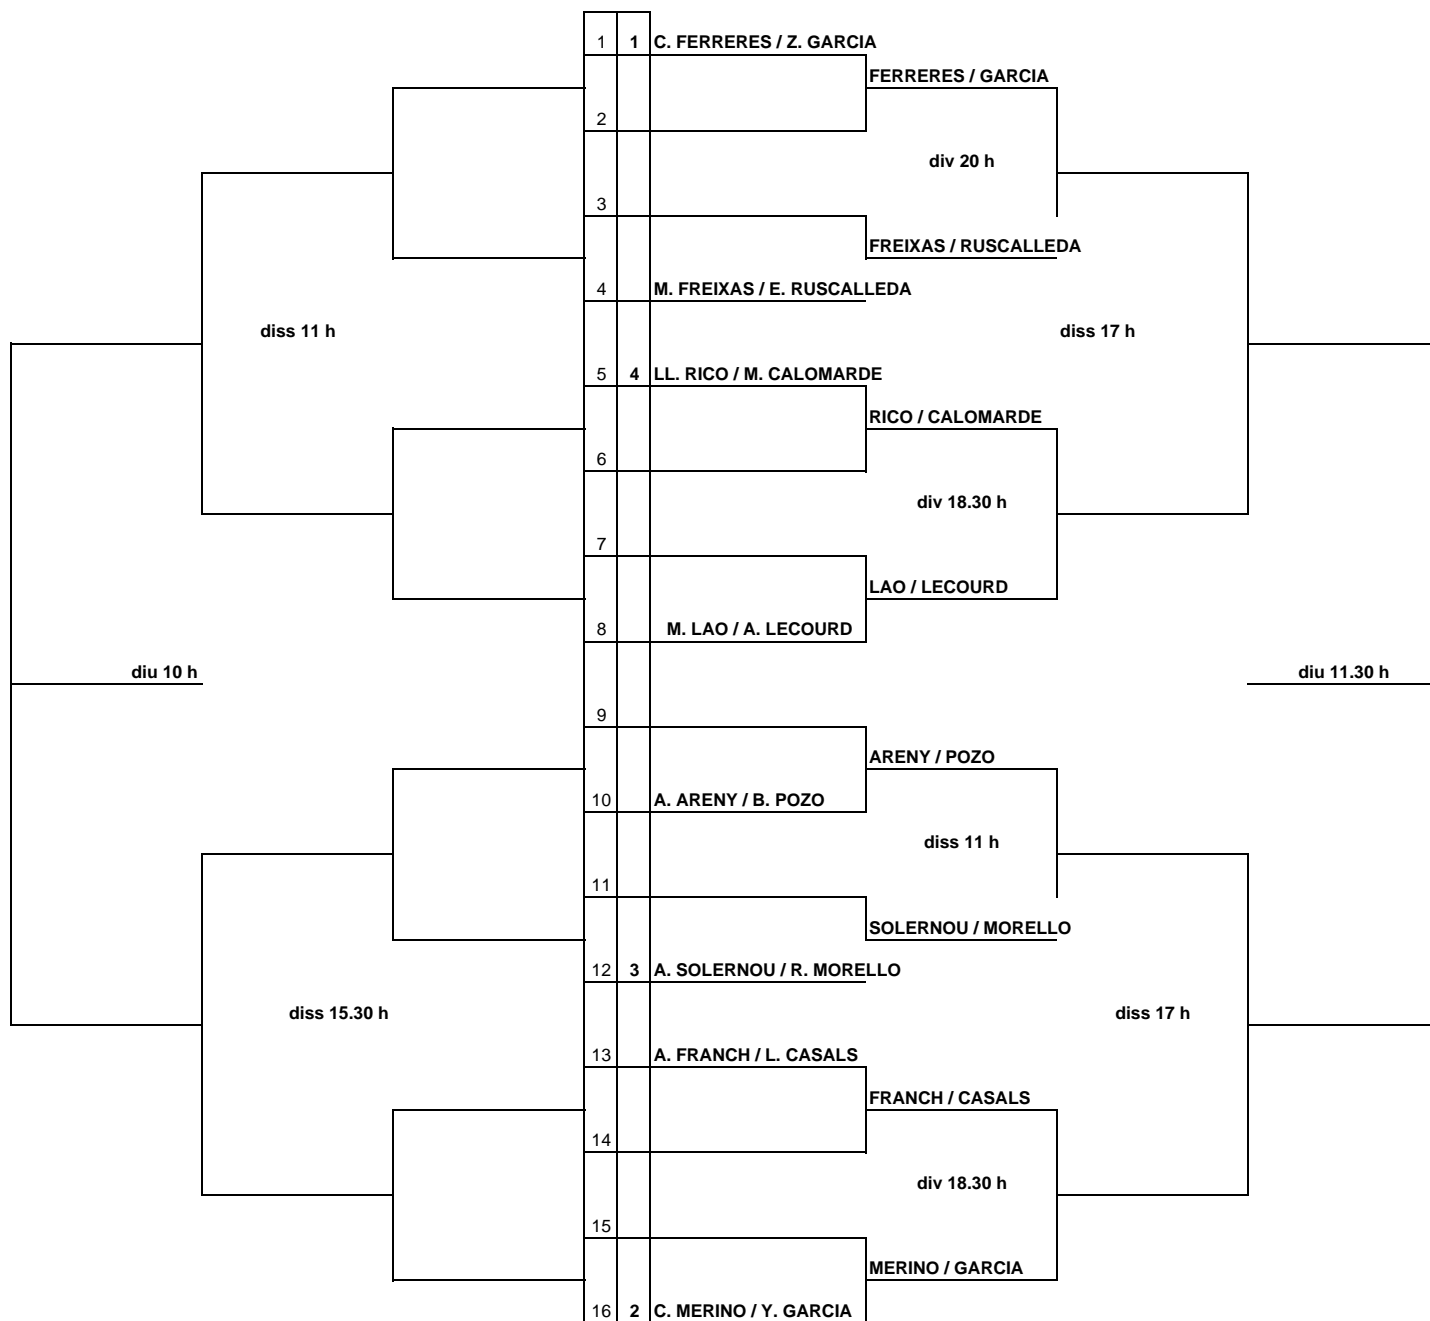 1 1 C. FERRERES / Z. GARCIA
FERRERES / GARCIA
2
div 20 h
3
FREIXAS / RUSCALLEDA
4 M. FREIXAS / E. RUSCALLEDA
diss 11 h
diss 17 h
5 4 LL. RICO / M. CALOMARDE
RICO / CALOMARDE
6
div 18.30 h
7
LAO / LECOURD
8 M. LAO / A. LECOURD
diu 10 h
diu 11.30 h
9
ARENY / POZO
10 A. ARENY / B. POZO
diss 11 h
11
SOLERNOU / MORELLO
12 3 A. SOLERNOU / R. MORELLO
diss 15.30 h
diss 17 h
13 A. FRANCH / L. CASALS
FRANCH / CASALS
14
div 18.30 h
15
MERINO / GARCIA
16 2 C. MERINO / Y. GARCIA